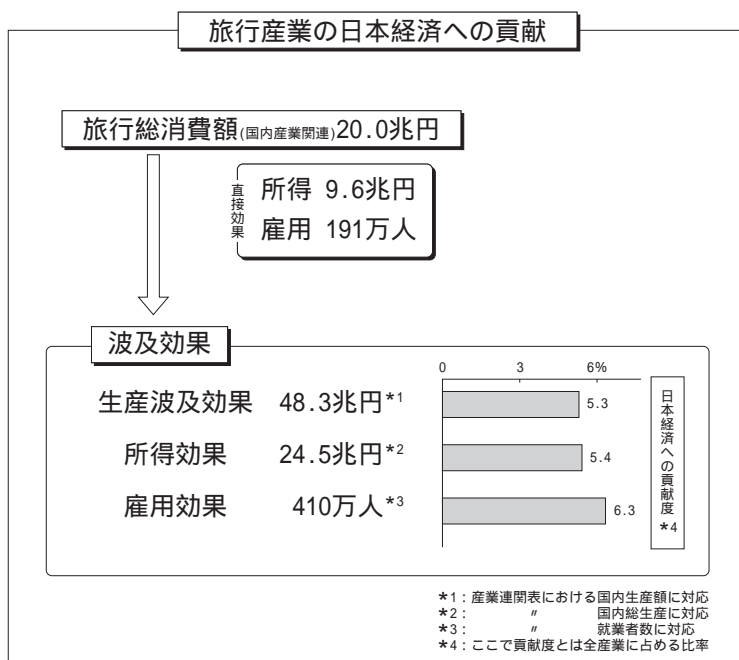 旅行産業の日本経済への貢献
旅行総消費額(国内産業関連)20.0兆円
直接効果
所得 9.6兆円
雇用 191万人
波及効果
0 3 6%
生産波及効果 48.3兆円*1 5.3
所得効果 24.5兆円*2 5.4
雇用効果 410万人*3 6.3
日本経済への貢献度*4
*1：産業連関表における国内生産額に対応
*2： 〃 国内総生産に対応
*3： 〃 就業者数に対応
*4：ここで貢献度とは全産業に占める比率